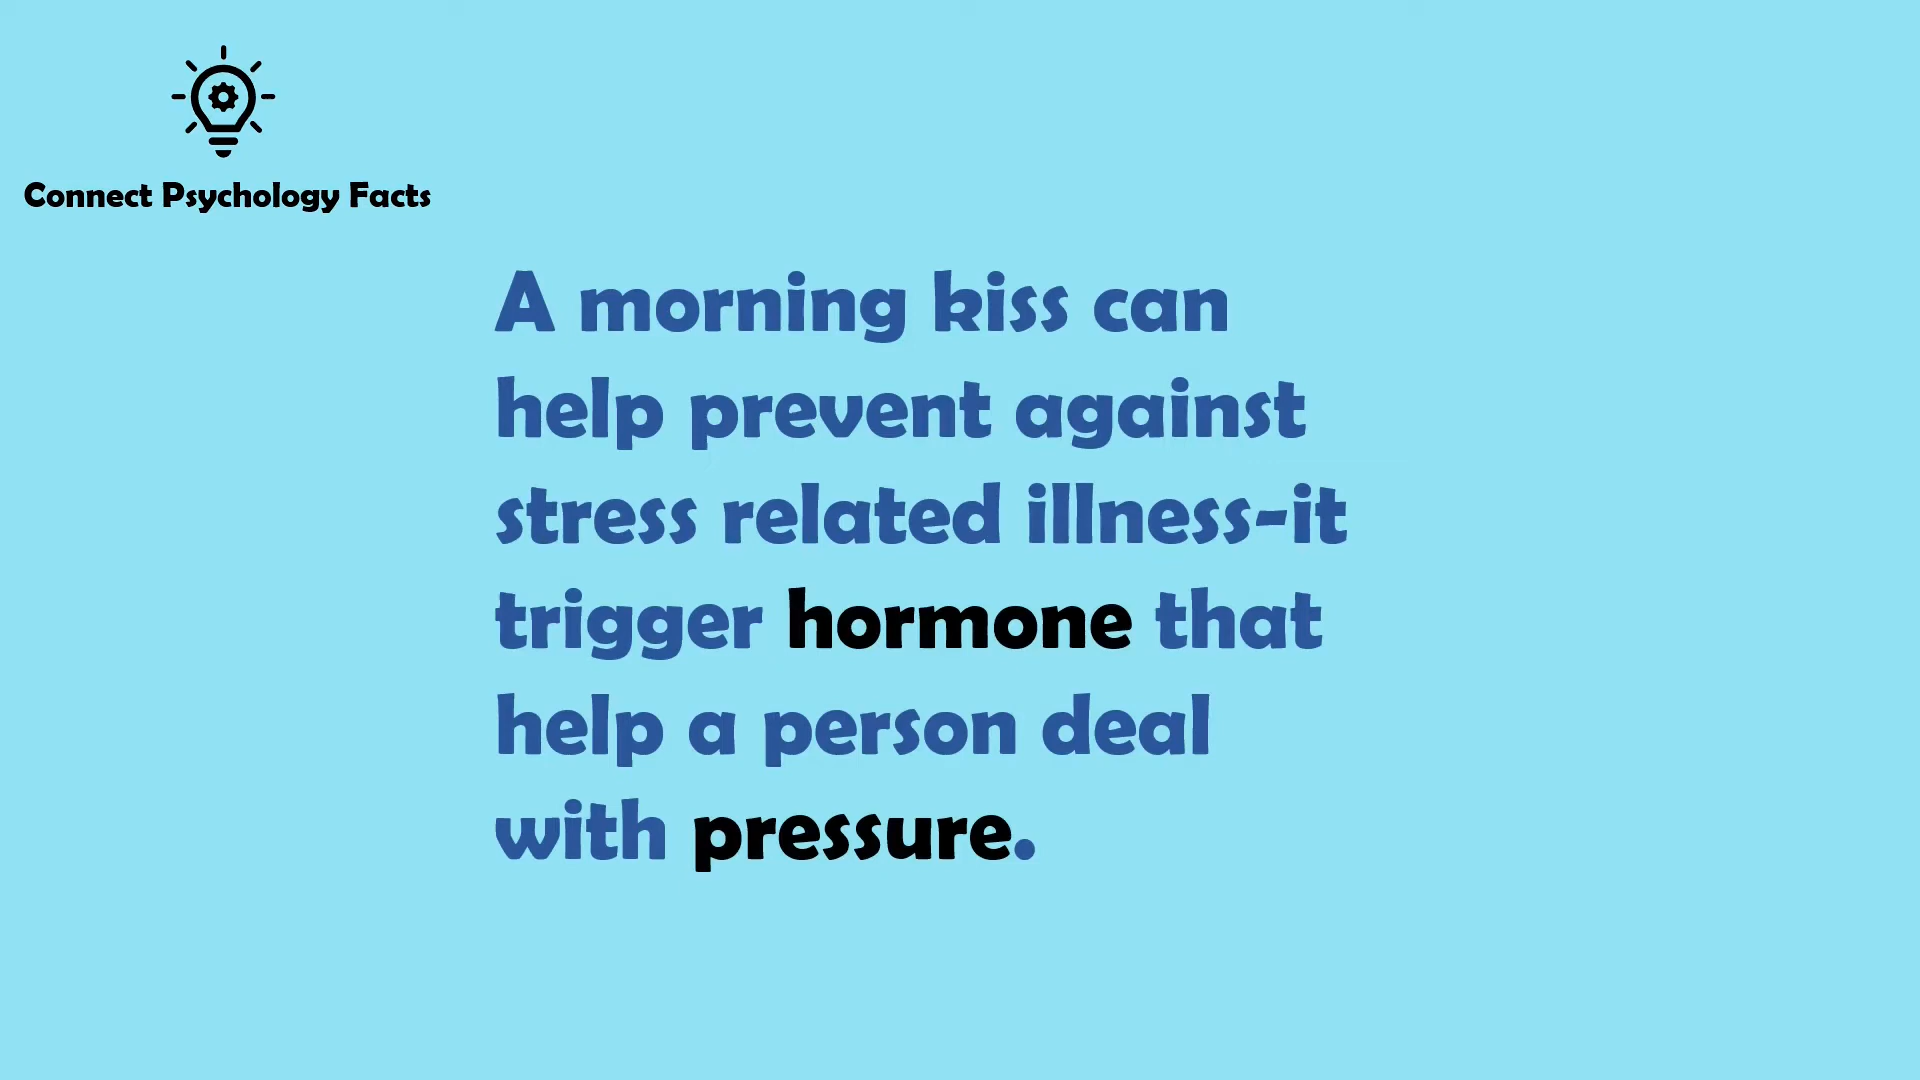 Connect Psychology Facts
A morning kiss can
help prevent against
stress related illness-it
trigger hormone that
help a person deal
with pressure.